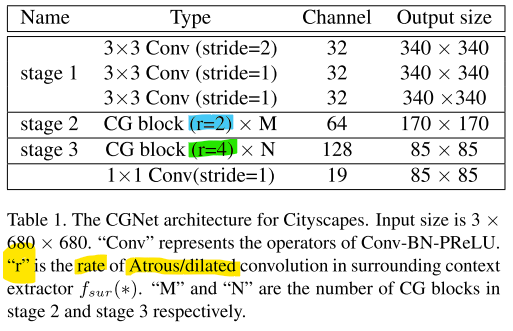 Name Type Channel Output size
stage 1 3×3 Conv (stride=2) 32 340 × 340
3×3 Conv (stride=1) 32 340 × 340
3×3 Conv (stride=1) 32 340 ×340
stage 2 CG block (r=2) × M 64 170 × 170
stage 3 CG block (r=4) × N 128 85 × 85
1×1 Conv(stride=1) 19 85 × 85
Table 1. The CGNet architecture for Cityscapes. Input size is 3 ×
680 × 680. “Conv” represents the operators of Conv-BN-PReLU.
“r” is the rate of Atrous/dilated convolution in surrounding context
extractor fsur(∗). “M” and “N” are the number of CG blocks in
stage 2 and stage 3 respectively.